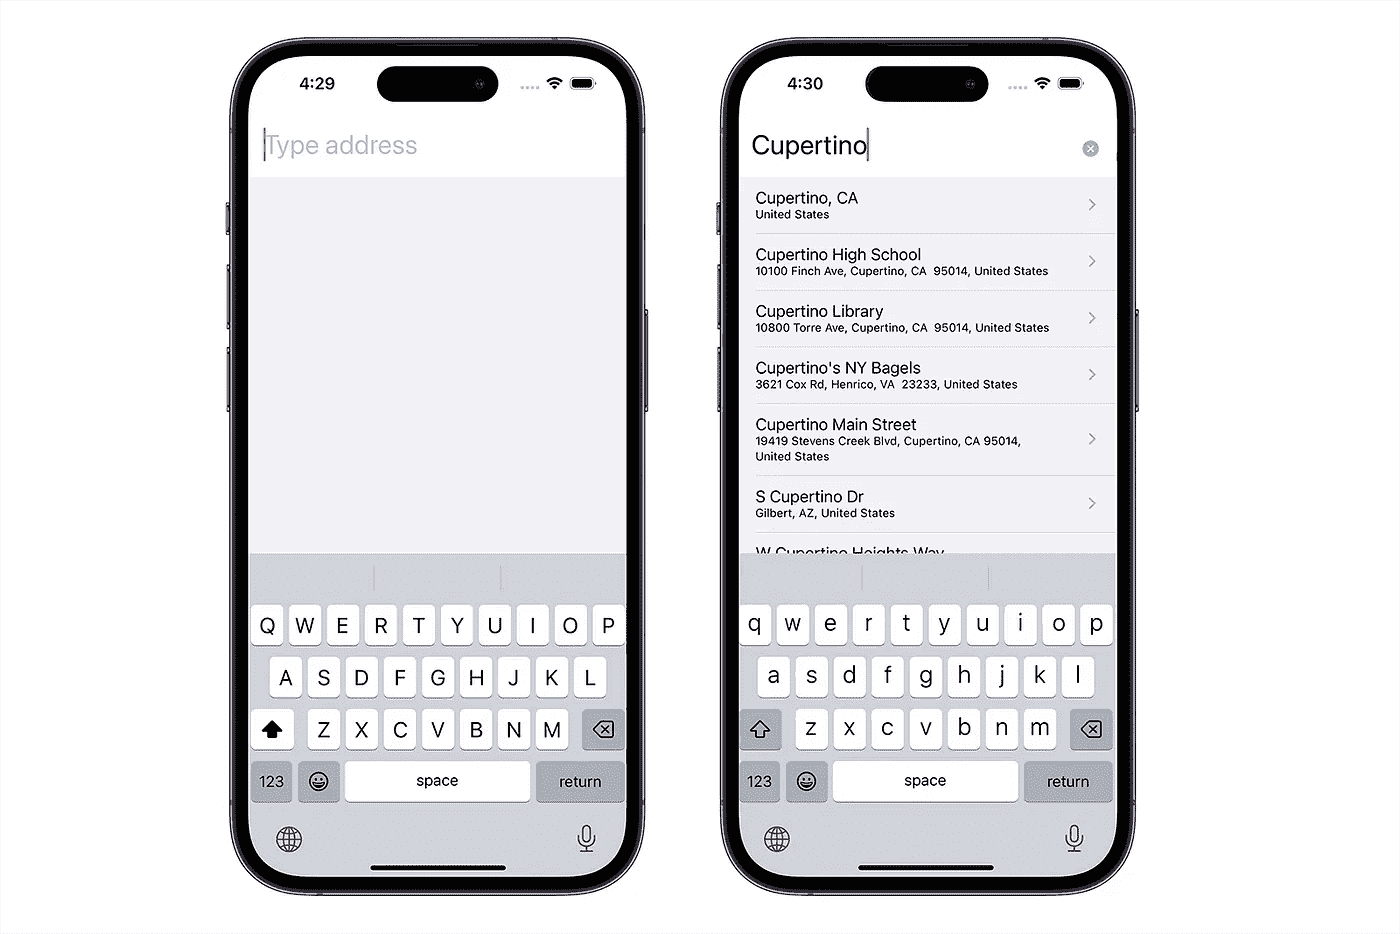 4:29
Type address
Q W E R T Y U I O P
A S D F G H J K L
Z X C V B N M
123 space return
4:30
Cupertino
Cupertino, CA
United States
Cupertino High School
10100 Finch Ave, Cupertino, CA 95014, United States
Cupertino Library
10800 Torre Ave, Cupertino, CA 95014, United States
Cupertino's NY Bagels
3621 Cox Rd, Henrico, VA 23233, United States
Cupertino Main Street
19419 Stevens Creek Blvd, Cupertino, CA 95014,
United States
S Cupertino Dr
Gilbert, AZ, United States
W Cupertino Heights Way
q w e r t y u i o p
a s d f g h j k l
z x c v b n m
123 space return